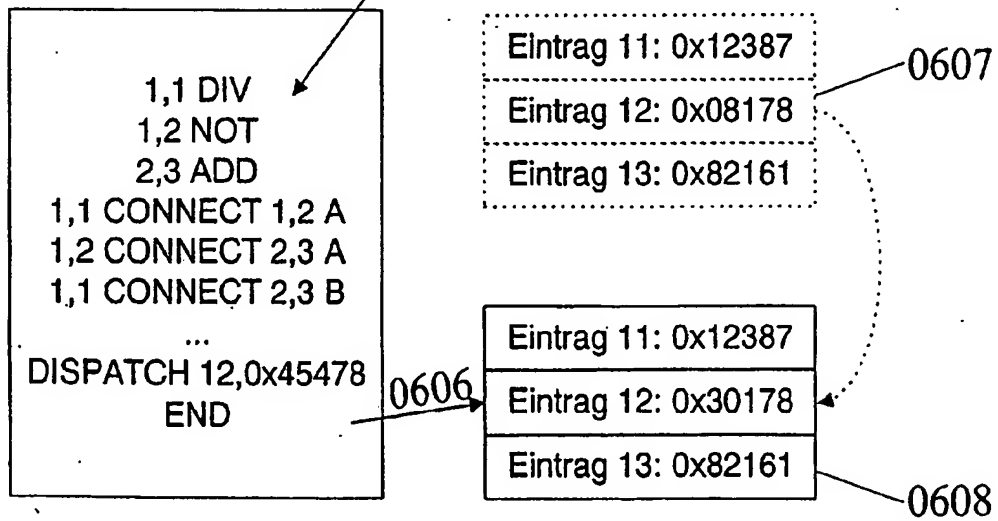 1,1 DIV
1,2 NOT
2,3 ADD
1,1 CONNECT 1,2 A
1,2 CONNECT 2,3 A
1,1 CONNECT 2,3 B
...
DISPATCH 12,0x45478
END
Eintrag 11: 0x12387
Eintrag 12: 0x08178
Eintrag 13: 0x82161
0607
0606
Eintrag 11: 0x12387
Eintrag 12: 0x30178
Eintrag 13: 0x82161
0608